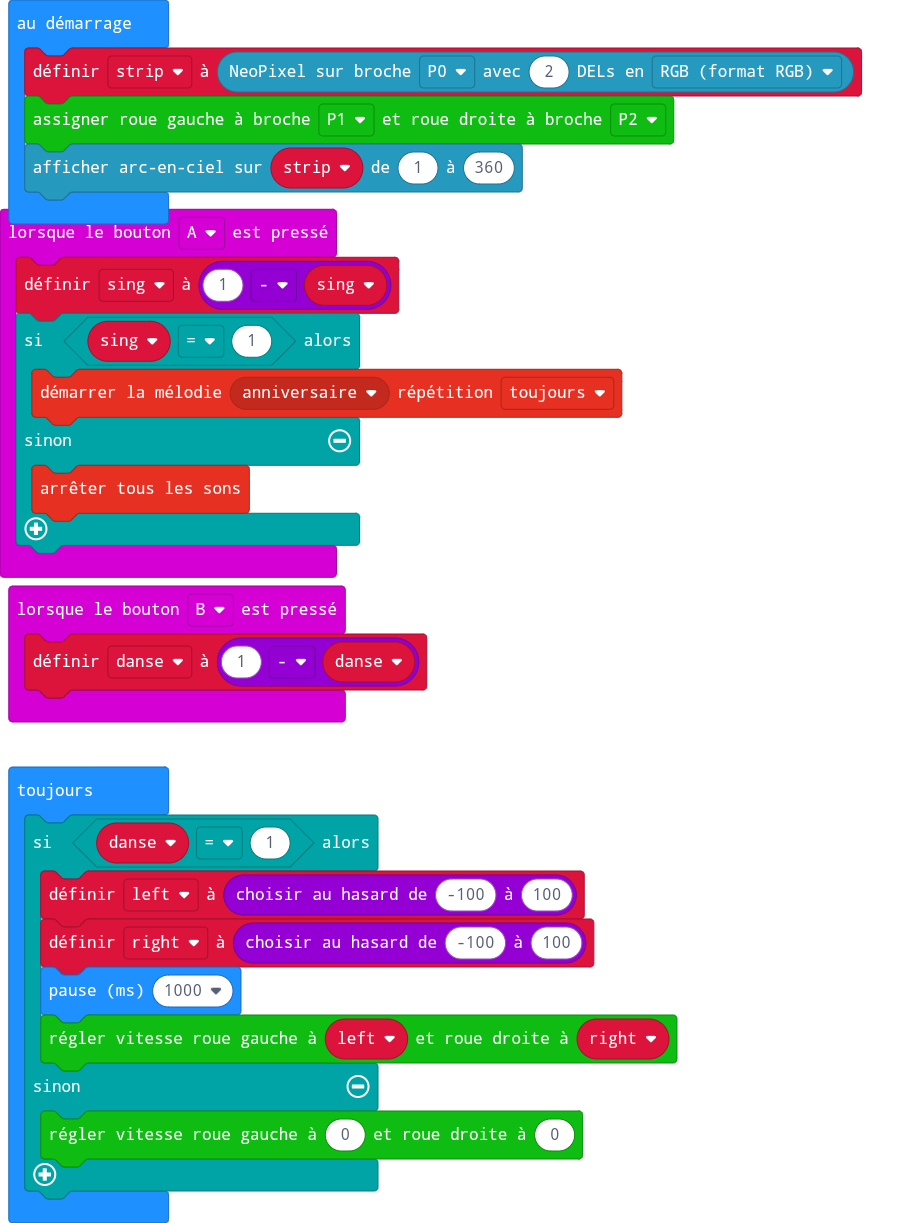 au démarrage
définir strip à NeoPixel sur broche P0 avec 2 DELs en RGB (format RGB)
assigner roue gauche à broche P1 et roue droite à broche P2
afficher arc-en-ciel sur strip de 1 à 360
lorsque le bouton A est pressé
définir sing à 1 - sing
si sing = 1 alors
démarrer la mélodie anniversaire répétition toujours
sinon
arrêter tous les sons
lorsque le bouton B est pressé
définir danse à 1 - danse
toujours
si danse = 1 alors
définir left à choisir au hasard de -100 à 100
définir right à choisir au hasard de -100 à 100
pause (ms) 1000
régler vitesse roue gauche à left et roue droite à right
sinon
régler vitesse roue gauche à 0 et roue droite à 0